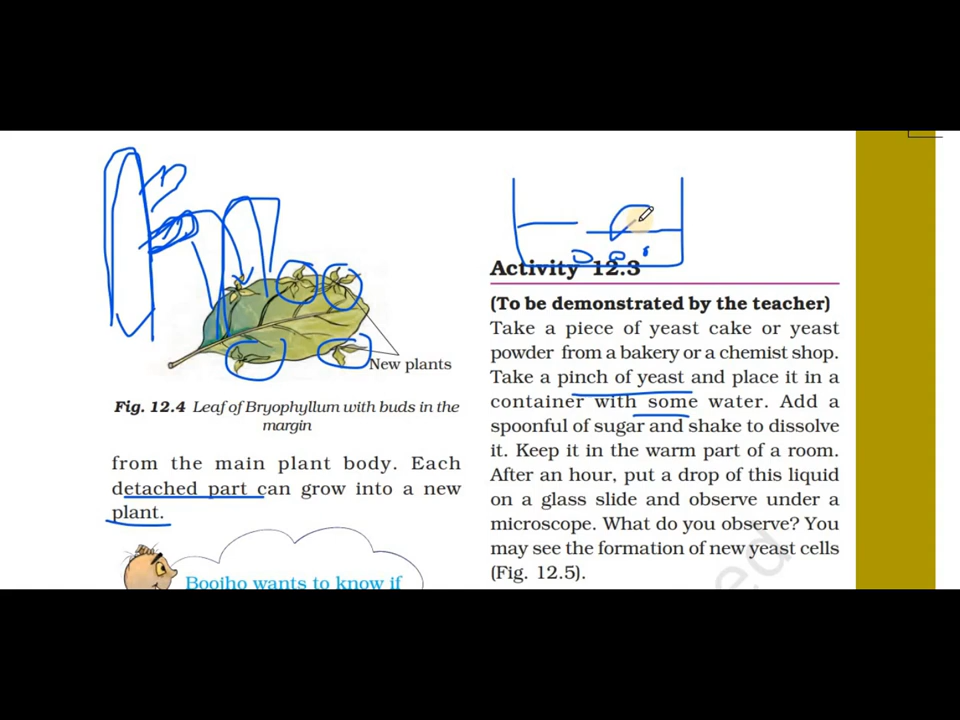 New plants
Fig. 12.4 Leaf of Bryophyllum with buds in the
margin
from the main plant body. Each
detached part can grow into a new
plant.
Boojho wants to know if
Activity 12.3
(To be demonstrated by the teacher)
Take a piece of yeast cake or yeast
powder from a bakery or a chemist shop.
Take a pinch of yeast and place it in a
container with some water. Add a
spoonful of sugar and shake to dissolve
it. Keep it in the warm part of a room.
After an hour, put a drop of this liquid
on a glass slide and observe under a
microscope. What do you observe? You
may see the formation of new yeast cells
(Fig. 12.5).